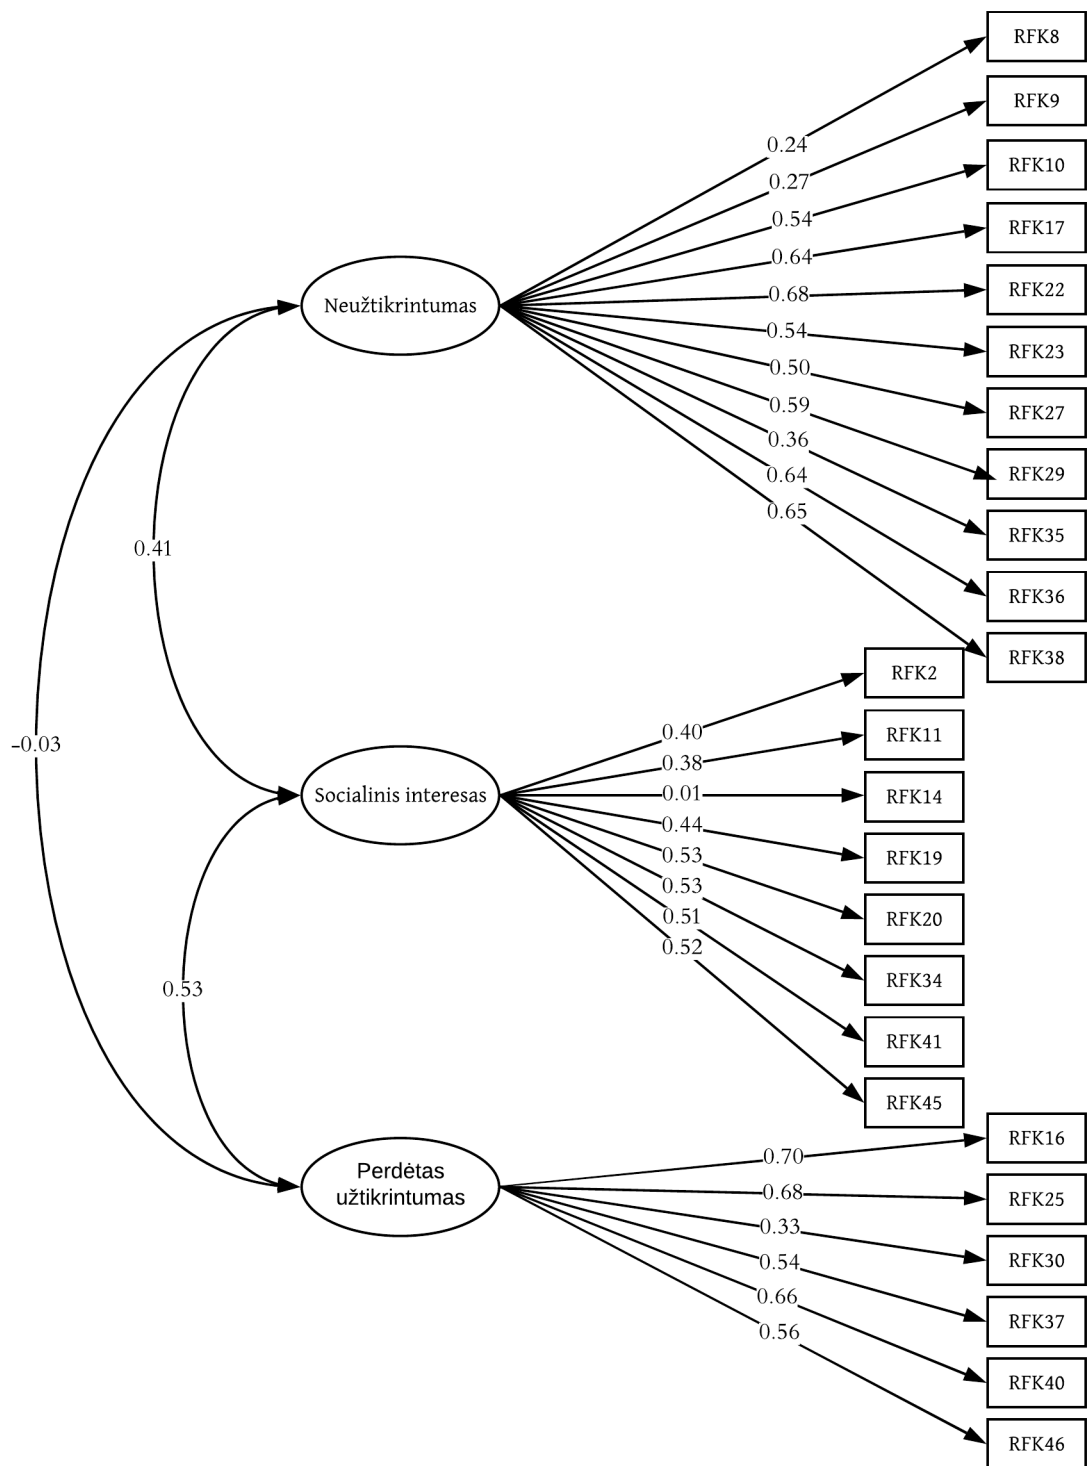 RFK8
RFK9
RFK10
RFK17
RFK22
RFK23
RFK27
RFK29
RFK35
RFK36
RFK38
0.24
0.27
0.54
0.64
0.68
0.54
0.50
0.59
0.36
0.64
0.65
Neužtikrintumas
0.41
-0.03
0.53
RFK2
RFK11
RFK14
RFK19
RFK20
RFK34
RFK41
RFK45
0.40
0.38
0.01
0.44
0.53
0.53
0.51
0.52
Socialinis interesas
RFK16
RFK25
RFK30
RFK37
RFK40
RFK46
0.70
0.68
0.33
0.54
0.66
0.56
Perdėtas
užtikrintumas